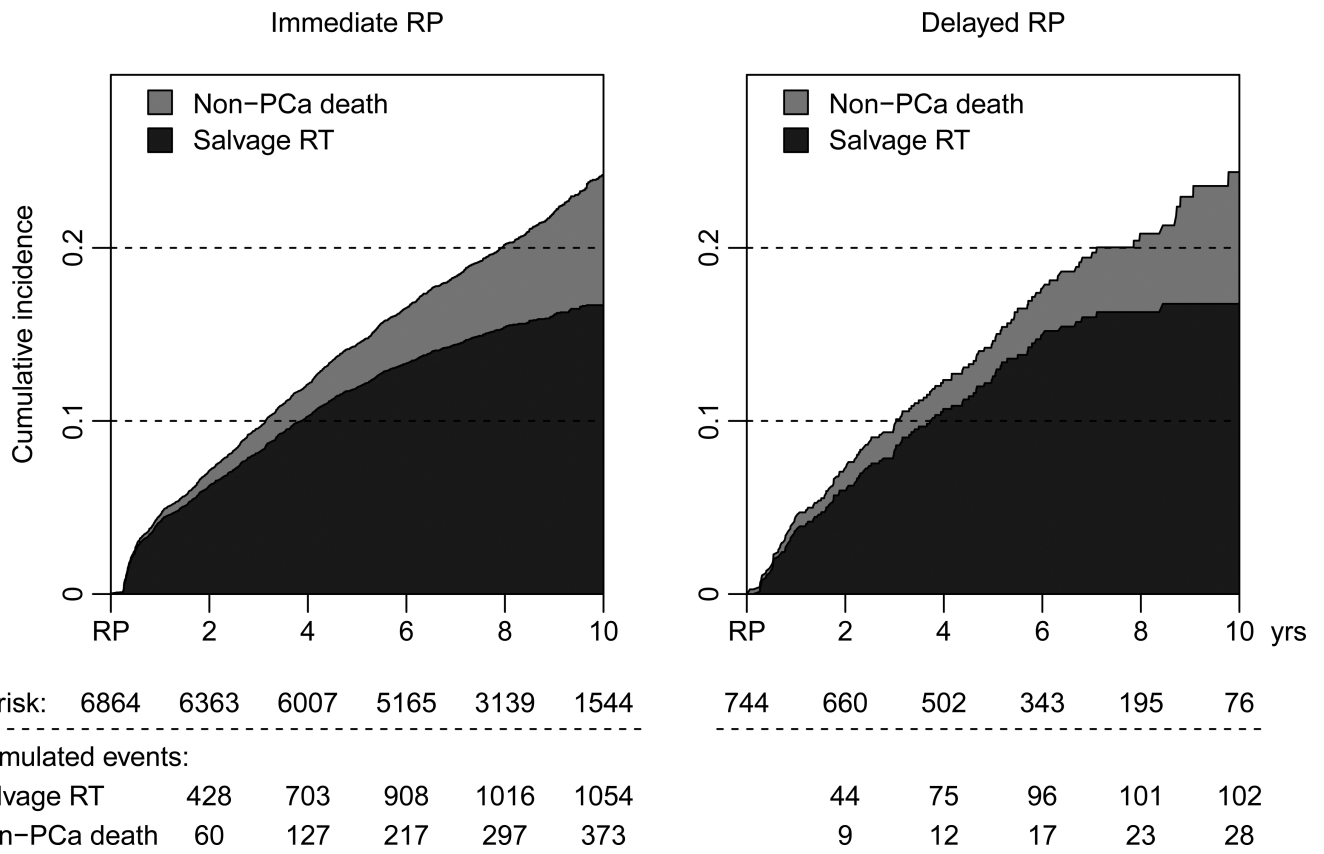 Immediate RP
Delayed RP
Non−PCa death
Salvage RT
Non−PCa death
Salvage RT
Cumulative incidence
0.2
0.1
0
0.2
0.1
0
RP 2 4 6 8 10
RP 2 4 6 8 10 yrs
risk: 6864 6363 6007 5165 3139 1544 744 660 502 343 195 76
mulated events:
lvage RT 428 703 908 1016 1054 44 75 96 101 102
n−PCa death 60 127 217 297 373 9 12 17 23 28